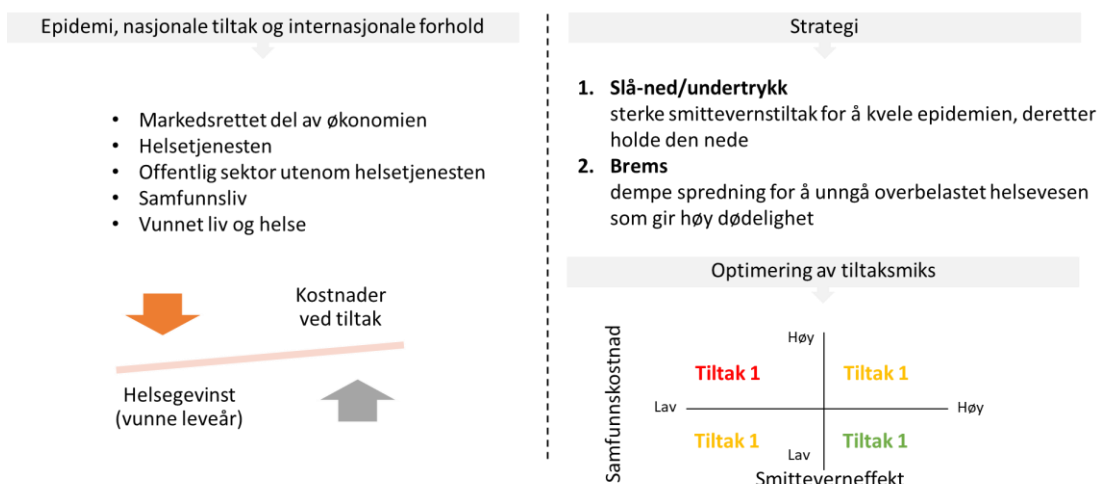 Epidemi, nasjonale tiltak og internasjonale forhold
• Markedsrettet del av økonomien
• Helsetjenesten
• Offentlig sektor utenom helsetjenesten
• Samfunnsliv
• Vunnet liv og helse
Kostnader
ved tiltak
Helsegevinst
(vunne leveår)
Strategi
1. Slå-ned/undertrykk
sterke smittevernstiltak for å kvele epidemien, deretter
holde den nede
2. Brems
dempe spredning for å unngå overbelastet helsevesen
som gir høy dødelighet
Optimering av tiltaksmiks
Samfunnskostnad
Høy
Tiltak 1
Tiltak 1
Lav
Høy
Tiltak 1
Tiltak 1
Lav
Smitteverneffekt